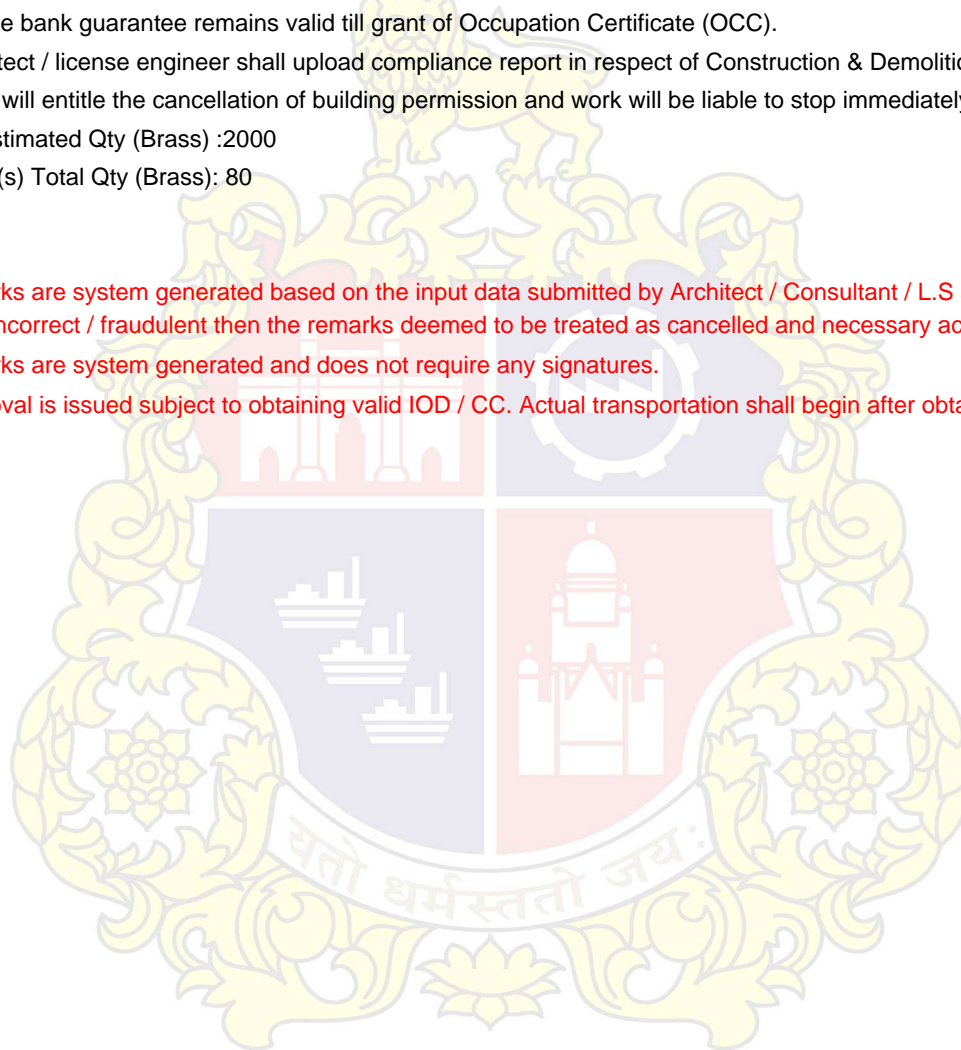 e bank guarantee remains valid till grant of Occupation Certificate (OCC).
tect / license engineer shall upload compliance report in respect of Construction & Demolitio
will entitle the cancellation of building permission and work will be liable to stop immediately
stimated Qty (Brass) :2000
(s) Total Qty (Brass): 80
rks are system generated based on the input data submitted by Architect / Consultant / L.S
ncorrect / fraudulent then the remarks deemed to be treated as cancelled and necessary ac
rks are system generated and does not require any signatures.
oval is issued subject to obtaining valid IOD / CC. Actual transportation shall begin after obta
यतो धर्मस्ततो जय: